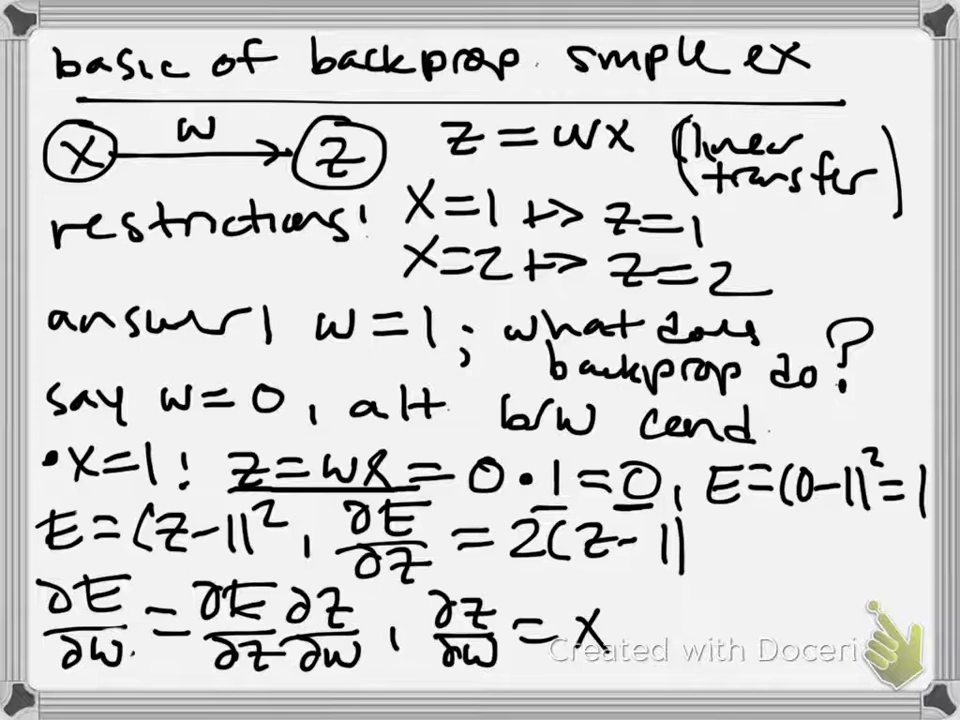 basic of backprop. simple ex
x w z z = wx (linear transfer)
restrictions: x=1 ↦ z=1
x=2 ↦ z=2
answer: w=1; what does backprop do?
say w=0, alt. b/w cond.
• x=1: z=wx=0·1=0, E=(0-1)²=1
E=(z-1)², ∂E/∂z = 2(z-1)
∂E/∂w = ∂E/∂z ∂z/∂w, ∂z/∂w = x
Created with Doceri